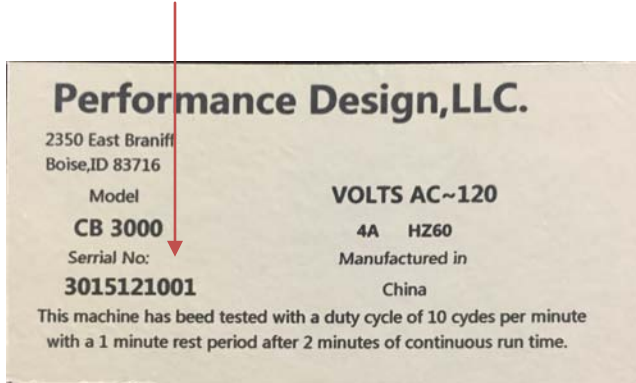 Performance Design,LLC.
2350 East Braniff
Boise,ID 83716
Model
CB 3000
Serrial No:
3015121001
VOLTS AC~120
4A HZ60
Manufactured in
China
This machine has beed tested with a duty cycle of 10 cydes per minute
with a 1 minute rest period after 2 minutes of continuous run time.